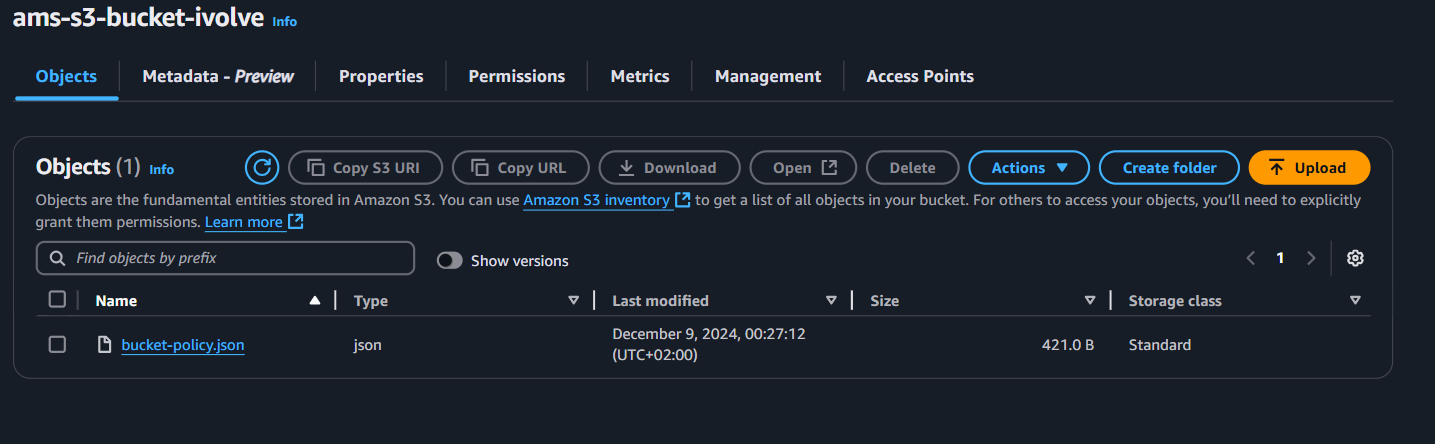 ams-s3-bucket-ivolve Info
Objects Metadata - Preview Properties Permissions Metrics Management Access Points
Objects (1) Info Copy S3 URI Copy URL Download Open Delete Actions Create folder Upload
Objects are the fundamental entities stored in Amazon S3. You can use Amazon S3 inventory to get a list of all objects in your bucket. For others to access your objects, you'll need to explicitly
grant them permissions. Learn more
Find objects by prefix Show versions 1
Name Type Last modified Size Storage class
bucket-policy.json json December 9, 2024, 00:27:12 421.0 B Standard
(UTC+02:00)